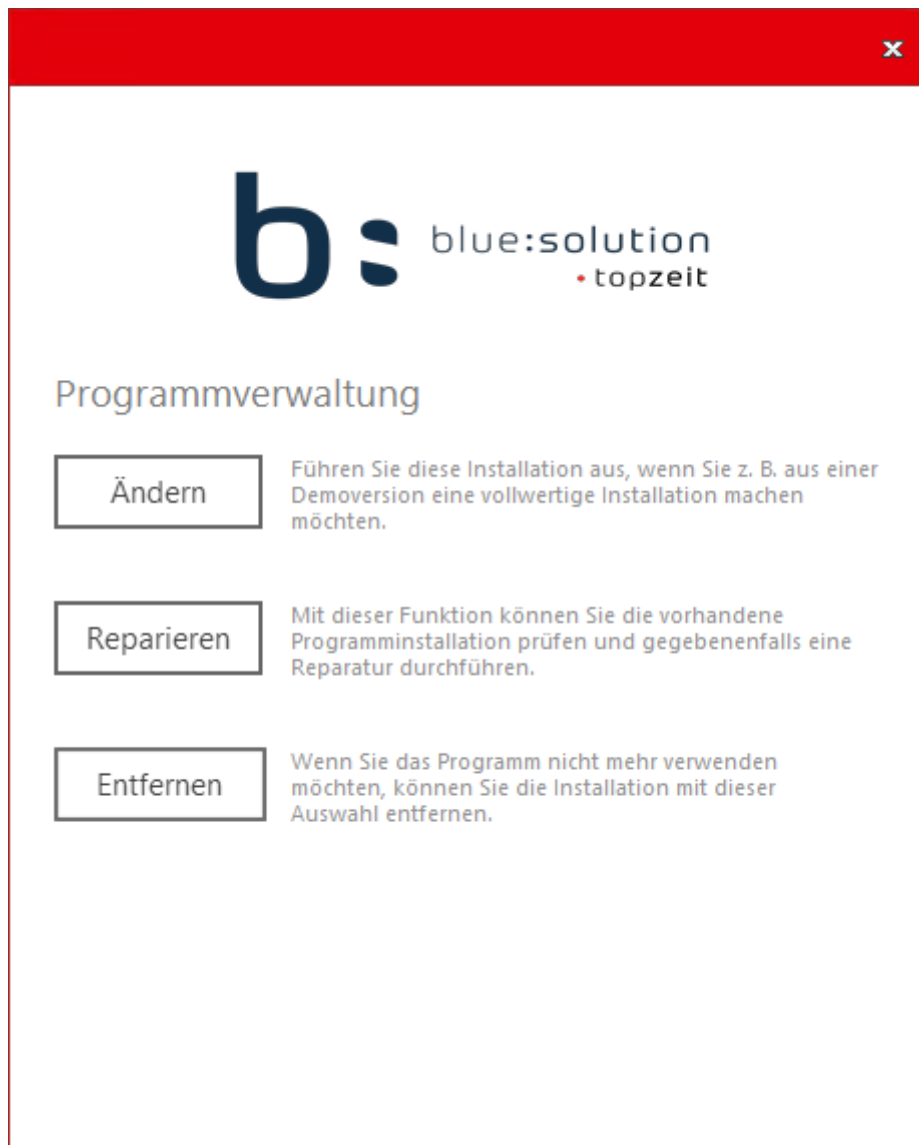 x
b:
blue:solution
topzeit
Programmverwaltung
Ändern
Führen Sie diese Installation aus, wenn Sie z. B. aus einer
Demoversion eine vollwertige Installation machen
möchten.
Reparieren
Mit dieser Funktion können Sie die vorhandene
Programminstallation prüfen und gegebenenfalls eine
Reparatur durchführen.
Entfernen
Wenn Sie das Programm nicht mehr verwenden
möchten, können Sie die Installation mit dieser
Auswahl entfernen.